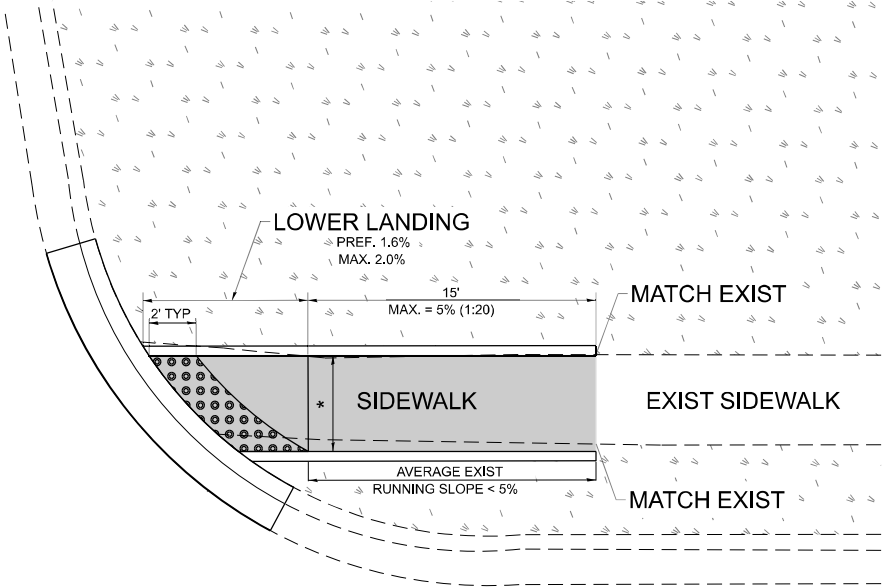 LOWER LANDING
PREF. 1.6%
MAX. 2.0%
15'
MAX. = 5% (1:20)
MATCH EXIST
2' TYP
*
SIDEWALK
EXIST SIDEWALK
AVERAGE EXIST
RUNNING SLOPE < 5%
MATCH EXIST